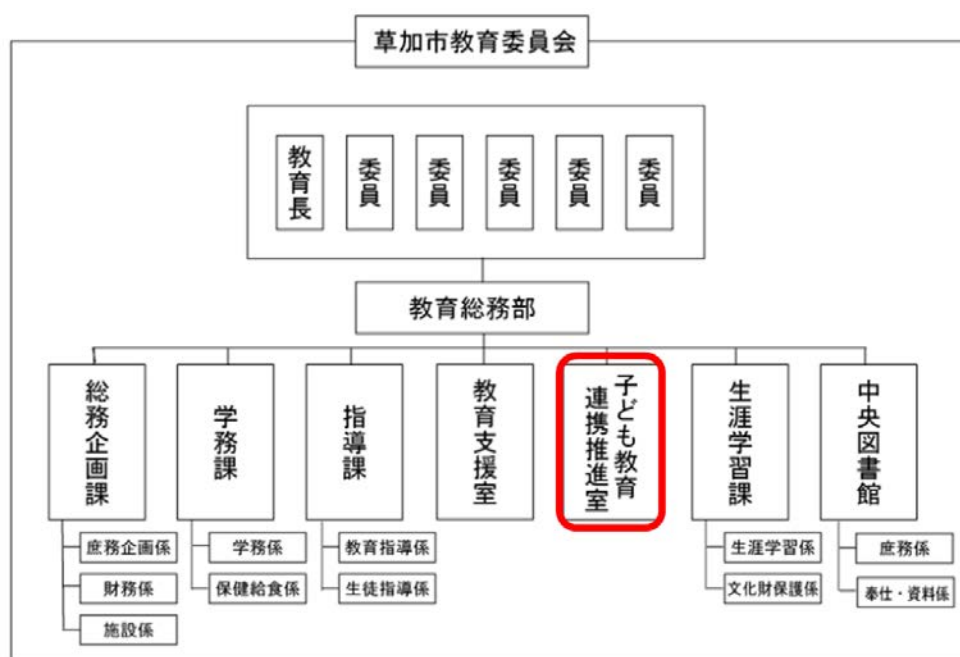 草加市教育委員会
教育長
委員
委員
委員
委員
委員
教育総務部
総務企画課
学務課
指導課
教育支援室
子ども教育
連携推進室
生涯学習課
中央図書館
庶務企画係
財務係
施設係
学務係
保健給食係
教育指導係
生徒指導係
生涯学習係
文化財保護係
庶務係
奉仕・資料係